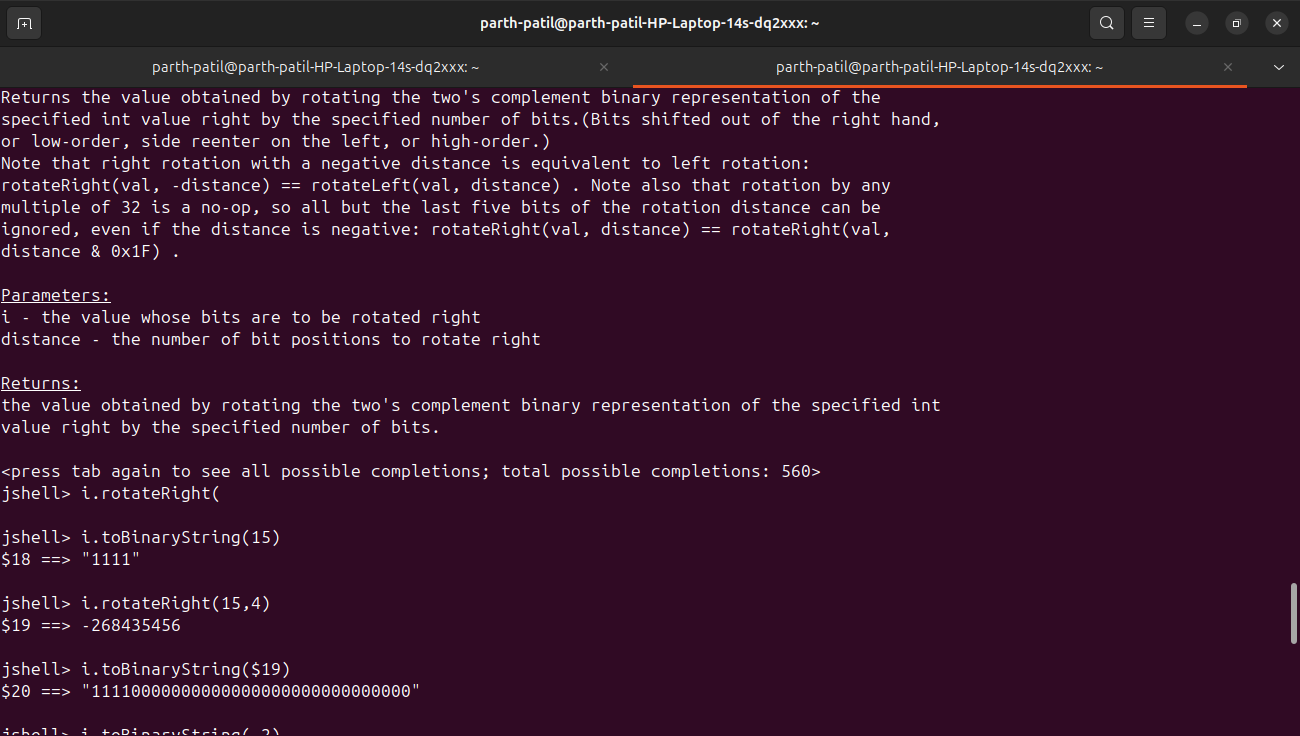 parth-patil@parth-patil-HP-Laptop-14s-dq2xxx: ~
parth-patil@parth-patil-HP-Laptop-14s-dq2xxx: ~
parth-patil@parth-patil-HP-Laptop-14s-dq2xxx: ~
Returns the value obtained by rotating the two's complement binary representation of the
specified int value right by the specified number of bits.(Bits shifted out of the right hand,
or low-order, side reenter on the left, or high-order.)
Note that right rotation with a negative distance is equivalent to left rotation:
rotateRight(val, -distance) == rotateLeft(val, distance) . Note also that rotation by any
multiple of 32 is a no-op, so all but the last five bits of the rotation distance can be
ignored, even if the distance is negative: rotateRight(val, distance) == rotateRight(val,
distance & 0x1F) .
Parameters:
i - the value whose bits are to be rotated right
distance - the number of bit positions to rotate right
Returns:
the value obtained by rotating the two's complement binary representation of the specified int
value right by the specified number of bits.
<press tab again to see all possible completions; total possible completions: 560>
jshell> i.rotateRight(
jshell> i.toBinaryString(15)
$18 ==> "1111"
jshell> i.rotateRight(15,4)
$19 ==> -268435456
jshell> i.toBinaryString($19)
$20 ==> "11110000000000000000000000000000"
jshell> i.toBinaryString(-2)